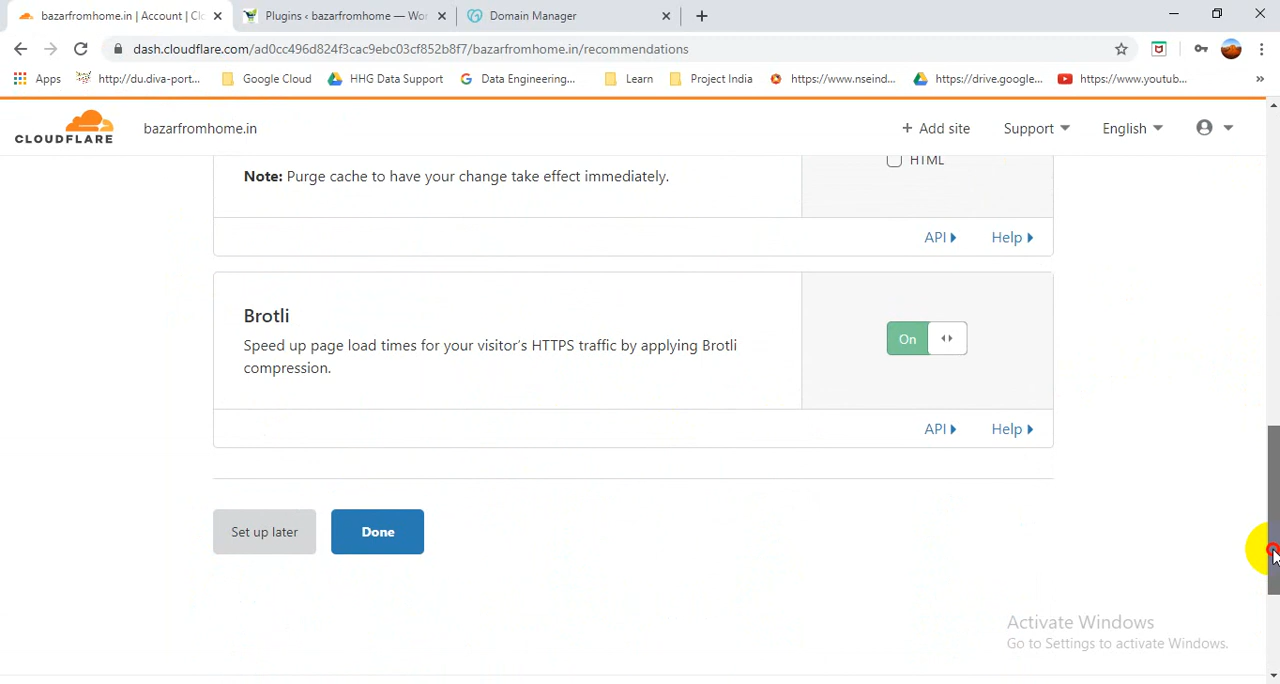 bazarfromhome.in | Account | Clo
Plugins ‹ bazarfromhome — Wor
Domain Manager
dash.cloudflare.com/ad0cc496d824f3cac9ebc03cf852b8f7/bazarfromhome.in/recommendations
Apps
http://du.diva-port...
Google Cloud
HHG Data Support
Data Engineering...
Learn
Project India
https://www.nseind...
https://drive.google...
https://www.youtub...
»
CLOUDFLARE
bazarfromhome.in
+ Add site
Support
English
HTML
Note: Purge cache to have your change take effect immediately.
API
Help
Brotli
Speed up page load times for your visitor's HTTPS traffic by applying Brotli
compression.
On
API
Help
Set up later
Done
Activate Windows
Go to Settings to activate Windows.